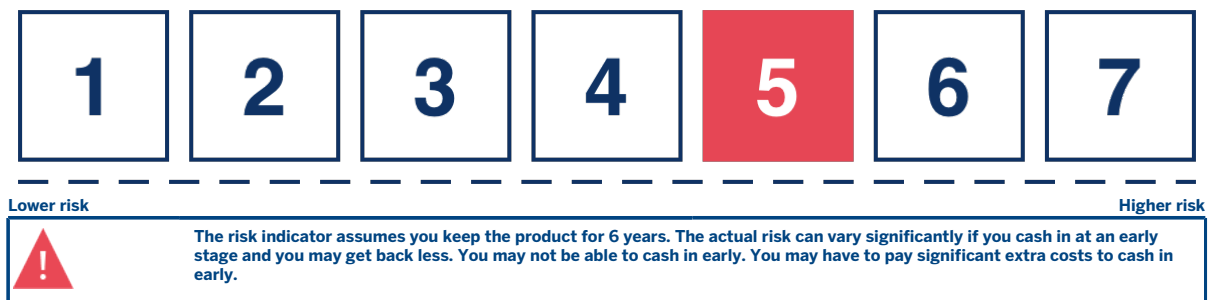 1 2 3 4 5 6 7
Lower risk Higher risk
! The risk indicator assumes you keep the product for 6 years. The actual risk can vary significantly if you cash in at an early
stage and you may get back less. You may not be able to cash in early. You may have to pay significant extra costs to cash in
early.